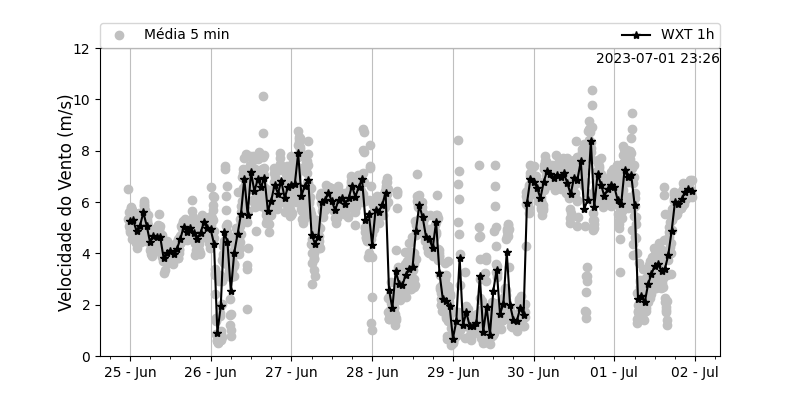 Média 5 min
WXT 1h
2023-07-01 23:26
Velocidade do Vento (m/s)
12
10
8
6
4
2
0
25 - Jun
26 - Jun
27 - Jun
28 - Jun
29 - Jun
30 - Jun
01 - Jul
02 - Jul